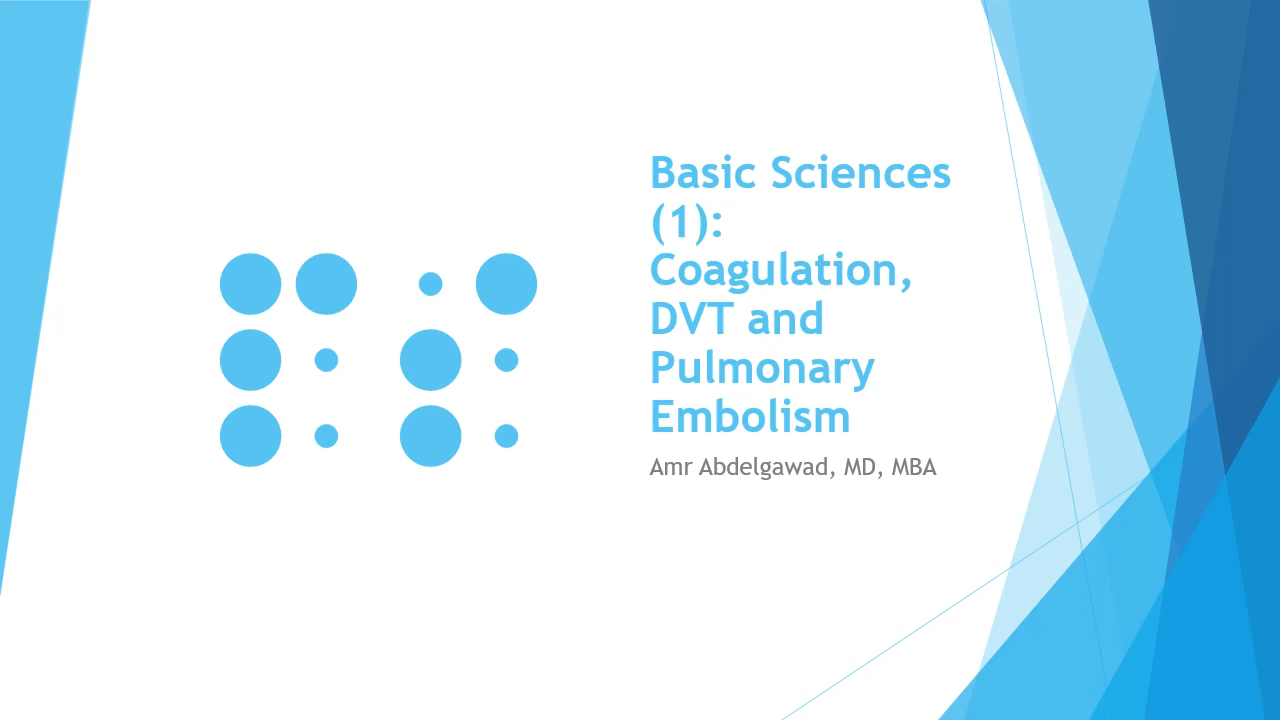 Basic Sciences
(1):
Coagulation,
DVT and
Pulmonary
Embolism
Amr Abdelgawad, MD, MBA